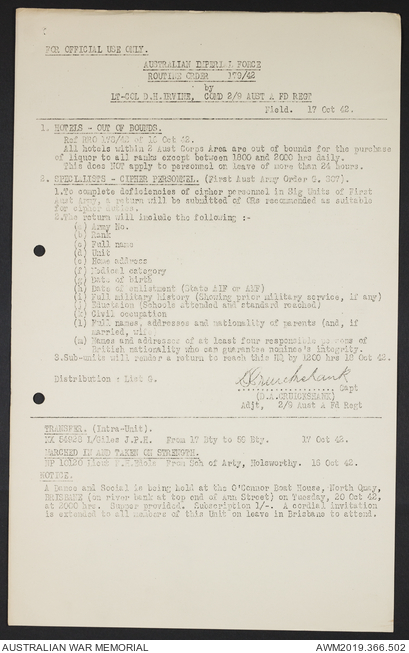 FOR OFFICIAL USE ONLY.
AUSTRALIAN IMPERIAL FORCE
ROUTINE ORDER 179/42
by
LT-COL D.H. IRVINE, COMD 2/9 AUST A FD REGT
Field. 17 Oct 42.
1. HOTELS - OUT OF BOUNDS.
Ref RRO 178/42 of 15 Oct 42.
All hotels within 2 Aust Corps Area are out of bounds for the purchase
of liquor to all ranks except between 1800 and 2000 hrs daily.
This does NOT apply to personnel on leave of more than 24 hours.
2. SPECIALISTS - CIPHER PERSONNEL. (First Aust Army Order G. 327).
1.To complete deficiencies of cipher personnel in Sig Units of First
Aust Army, a return will be submitted of ORs recommended as suitable
for cipher duties.
2.The return will include the following :-
(a) Army No.
(b) Rank
(c) Full name
(d) Unit
(e) Home address
(f) Medical category
(g) Date of birth
(h) Date of enlistment (State AIF or AMF)
(i) Full military history (Showing prior military service, if any)
(j) Education (Schools attended and standard reached)
(k) Civil occupation
(l) Full names, addresses and nationality of parents (and, if
married, wife)
(m) Names and addresses of at least four responsible persons of
British nationality who can guarantee nominee's integrity.
3.Sub-units will render a return to reach this HQ by 1200 hrs 18 Oct 42.
Distribution : List B.
D Cruickshank
Capt
(D.A. CRUICKSHANK)
Adjt, 2/9 Aust A Fd Regt
TRANSFER. (Intra-Unit).
L/Giles J.P.H. From 17 Bty to 59 Bty. 17 Oct 42.
MARCHED IN AND TAKEN ON STRENGTH.
Lieut From Sch of Arty, Holsworthy. 15 Oct 42.
NOTICE.
A Dance and Social is being held at the O'Connor Boat House, North Quay,
BRISBANE (on river bank at top end of Ann Street) on Tuesday, 20 Oct 42,
at 2000 hrs. Supper provided. Subscription 1/-. A cordial invitation
is extended to all members of this Unit on leave in Brisbane to attend.
AUSTRALIAN WAR MEMORIAL
AWM2019.366.502